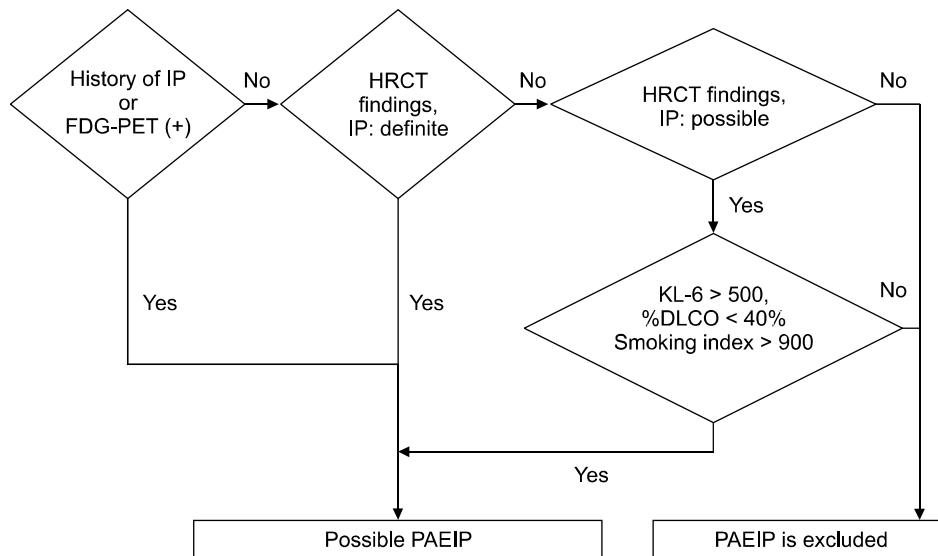 History of IP
or
FDG-PET (+)
No
HRCT
findings,
IP: definite
No
HRCT findings,
IP: possible
No
Yes
Yes
Yes
KL-6 > 500,
%DLCO < 40%
Smoking index > 900
No
Yes
Possible PAEIP
PAEIP is excluded